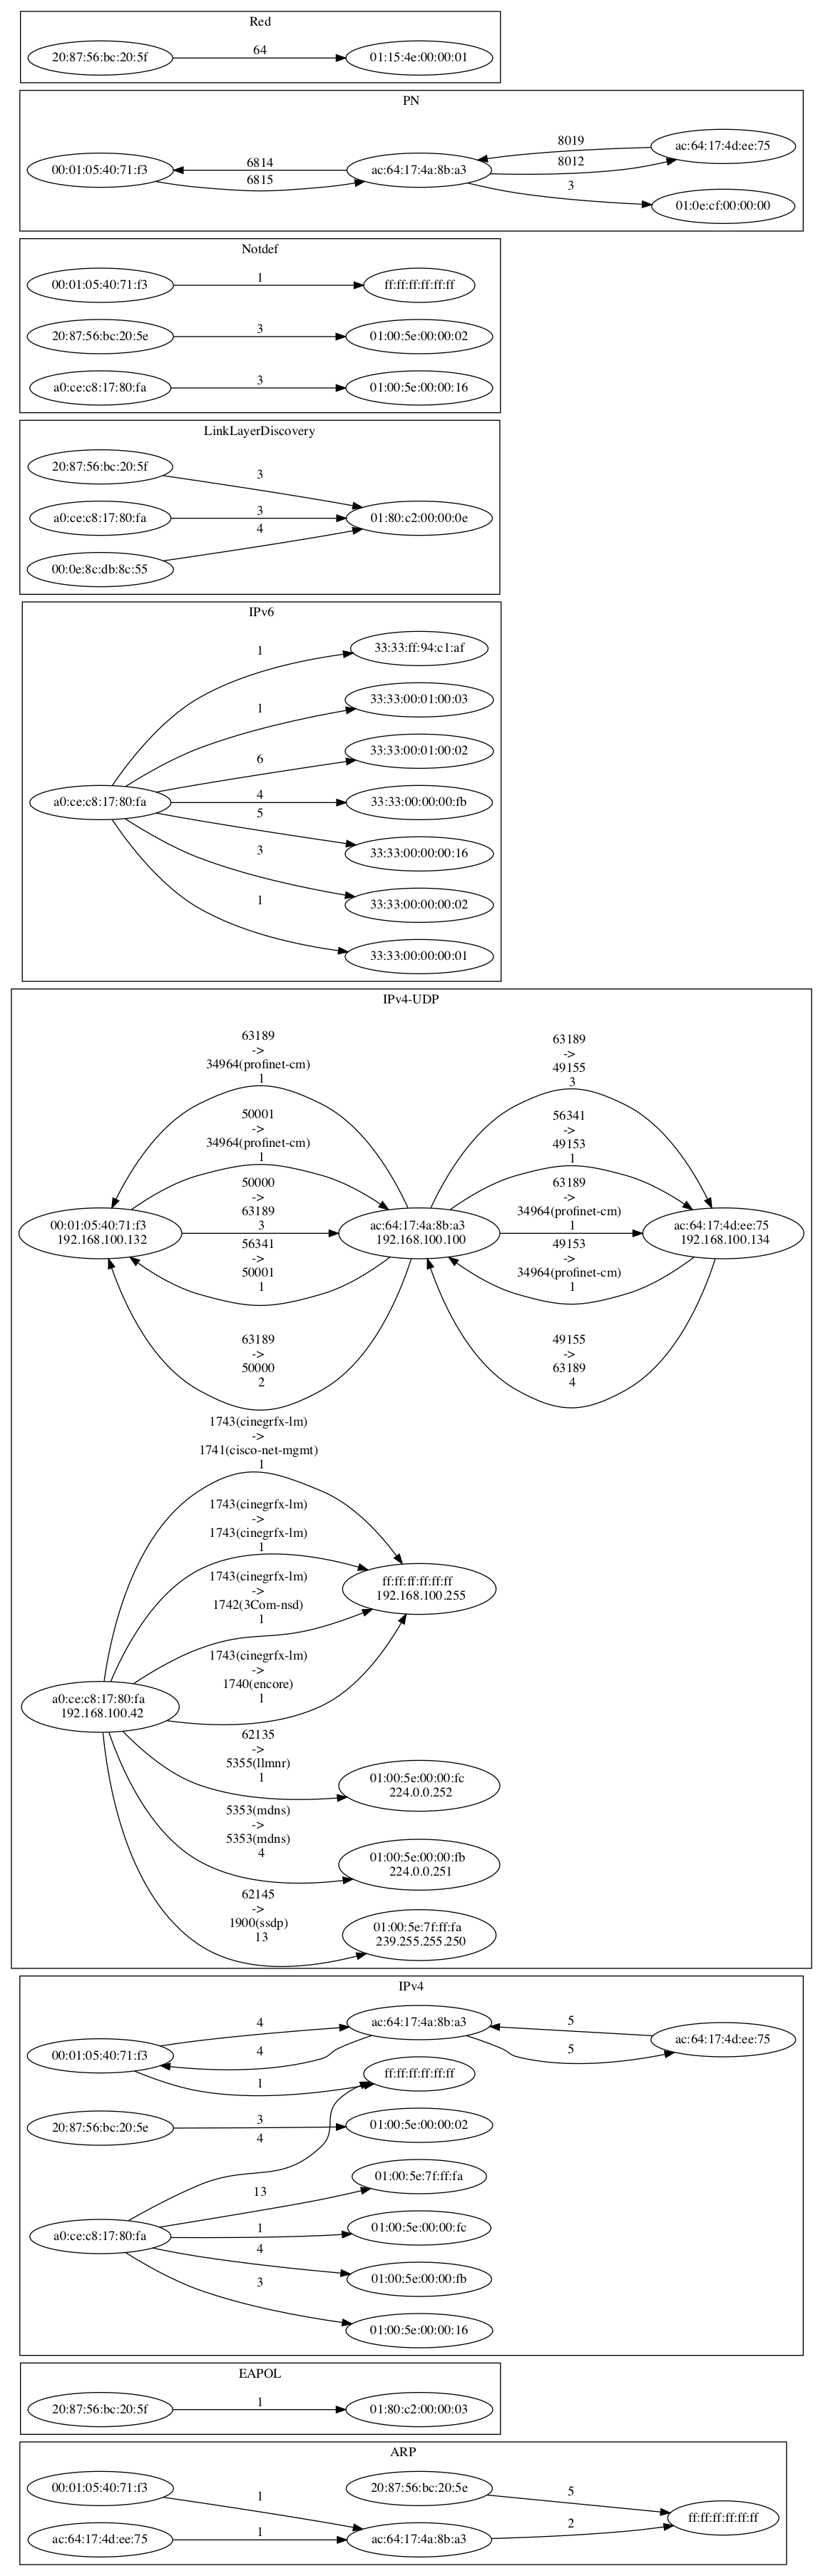 Red
20:87:56:bc:20:5f
64
01:15:4e:00:00:01
PN
00:01:05:40:71:f3
6814
6815
ac:64:17:4a:8b:a3
8019
8012
3
ac:64:17:4d:ee:75
01:0e:cf:00:00:00
Notdef
00:01:05:40:71:f3
1
ff:ff:ff:ff:ff:ff
20:87:56:bc:20:5e
3
01:00:5e:00:00:02
a0:ce:c8:17:80:fa
3
01:00:5e:00:00:16
LinkLayerDiscovery
20:87:56:bc:20:5f
3
a0:ce:c8:17:80:fa
3
01:80:c2:00:00:0e
4
00:0e:8c:db:8c:55
IPv6
1
33:33:ff:94:c1:af
1
33:33:00:01:00:03
6
33:33:00:01:00:02
a0:ce:c8:17:80:fa
4
33:33:00:00:00:fb
5
33:33:00:00:00:16
3
33:33:00:00:00:02
1
33:33:00:00:00:01
IPv4-UDP
63189
->
34964(profinet-cm)
1
50001
->
34964(profinet-cm)
1
50000
->
63189
3
56341
->
50001
1
63189
->
50000
2
00:01:05:40:71:f3
192.168.100.132
ac:64:17:4a:8b:a3
192.168.100.100
63189
->
49155
3
56341
->
49153
1
63189
->
34964(profinet-cm)
1
49153
->
34964(profinet-cm)
1
49155
->
63189
4
ac:64:17:4d:ee:75
192.168.100.134
1743(cinegrfx-lm)
->
1741(cisco-net-mgmt)
1
1743(cinegrfx-lm)
->
1743(cinegrfx-lm)
1
1743(cinegrfx-lm)
->
1742(3Com-nsd)
1
1743(cinegrfx-lm)
->
1740(encore)
1
ff:ff:ff:ff:ff:ff
192.168.100.255
a0:ce:c8:17:80:fa
192.168.100.42
62135
->
5355(llmnr)
1
01:00:5e:00:00:fc
224.0.0.252
5353(mdns)
->
5353(mdns)
4
01:00:5e:00:00:fb
224.0.0.251
62145
->
1900(ssdp)
13
01:00:5e:7f:ff:fa
239.255.255.250
IPv4
00:01:05:40:71:f3
4
4
1
ac:64:17:4a:8b:a3
5
5
ac:64:17:4d:ee:75
ff:ff:ff:ff:ff:ff
20:87:56:bc:20:5e
3
01:00:5e:00:00:02
4
a0:ce:c8:17:80:fa
13
01:00:5e:7f:ff:fa
1
01:00:5e:00:00:fc
4
01:00:5e:00:00:fb
3
01:00:5e:00:00:16
EAPOL
20:87:56:bc:20:5f
1
01:80:c2:00:00:03
ARP
00:01:05:40:71:f3
1
20:87:56:bc:20:5e
5
ff:ff:ff:ff:ff:ff
ac:64:17:4d:ee:75
1
ac:64:17:4a:8b:a3
2